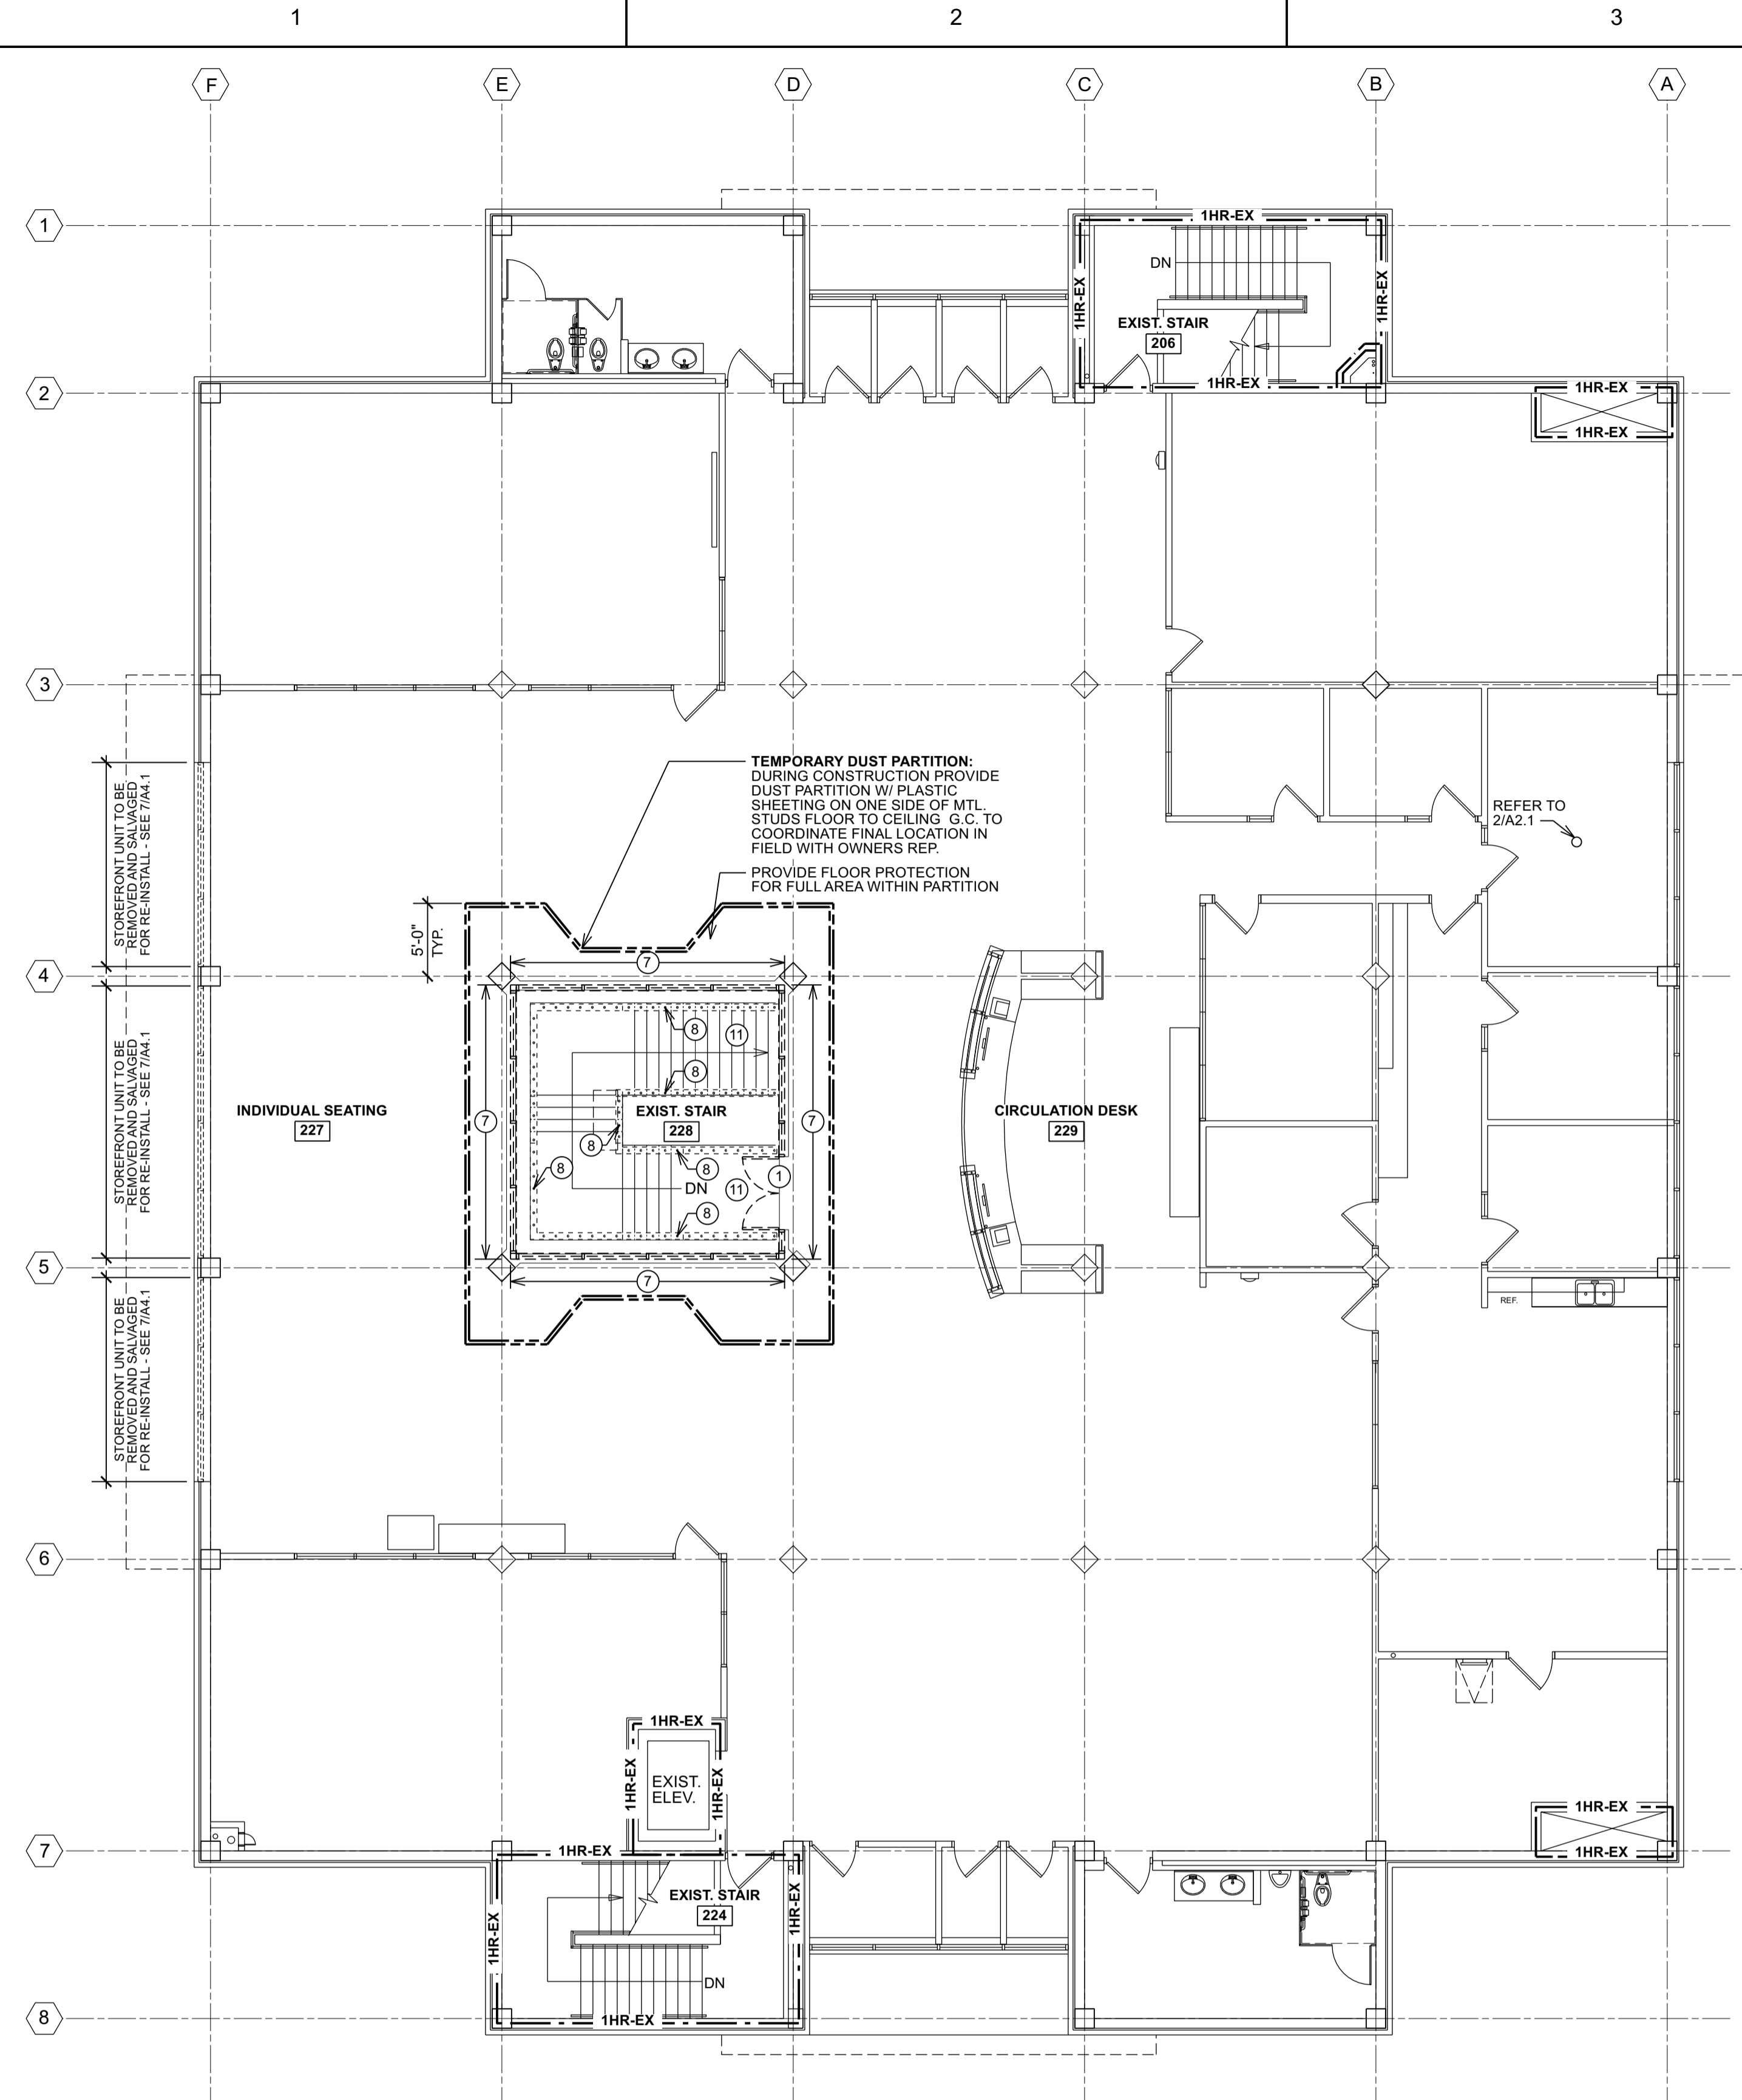 1
2
3
F
E
D
C
B
A
1
1HR-EX
DN
1HR-EX
1HR-EX
EXIST. STAIR
206
1HR-EX
2
1HR-EX
1HR-EX
3
TEMPORARY DUST PARTITION:
DURING CONSTRUCTION PROVIDE
DUST PARTITION W/ PLASTIC
SHEETING ON ONE SIDE OF MTL.
STUDS FLOOR TO CEILING G.C. TO
COORDINATE FINAL LOCATION IN
FIELD WITH OWNERS REP.
PROVIDE FLOOR PROTECTION
FOR FULL AREA WITHIN PARTITION
REFER TO
2/A2.1
STOREFRONT UNIT TO BE
REMOVED AND SALVAGED
FOR RE-INSTALL - SEE 7/A4.1
5'-0"
TYP.
4
7
8
11
8
STOREFRONT UNIT TO BE
REMOVED AND SALVAGED
FOR RE-INSTALL - SEE 7/A4.1
INDIVIDUAL SEATING
227
7
EXIST. STAIR
228
7
CIRCULATION DESK
229
8
8
8
1
DN
11
8
5
7
REF.
STOREFRONT UNIT TO BE
REMOVED AND SALVAGED
FOR RE-INSTALL - SEE 7/A4.1
6
1HR-EX
1HR-EX
EXIST.
ELEV.
1HR-EX
1HR-EX
1HR-EX
7
1HR-EX
EXIST. STAIR
224
1HR-EX
1HR-EX
DN
8
1HR-EX